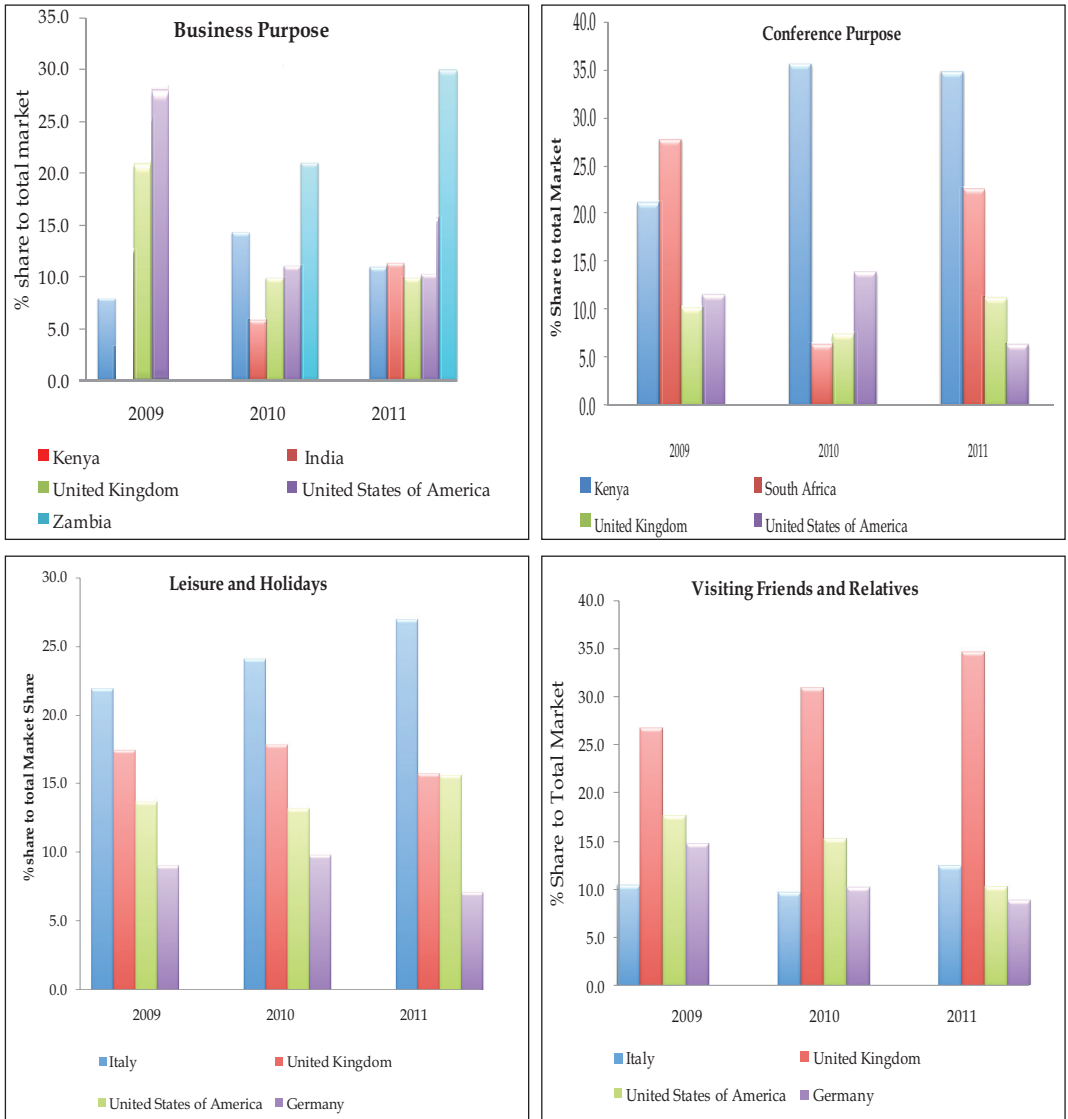 Business Purpose
% share to total market
35.0
30.0
25.0
20.0
15.0
10.0
5.0
0.0
2009 2010 2011
Kenya India
United Kingdom United States of America
Zambia
Conference Purpose
% Share to total Market
40.0
35.0
30.0
25.0
20.0
15.0
10.0
5.0
0.0
2009 2010 2011
Kenya South Africa
United Kingdom United States of America
Leisure and Holidays
% share to total Market Share
30.0
25.0
20.0
15.0
10.0
5.0
0.0
2009 2010 2011
Italy United Kingdom
United States of America Germany
Visiting Friends and Relatives
% Share to Total Market
40.0
35.0
30.0
25.0
20.0
15.0
10.0
5.0
0.0
2009 2010 2011
Italy United Kingdom
United States of America Germany